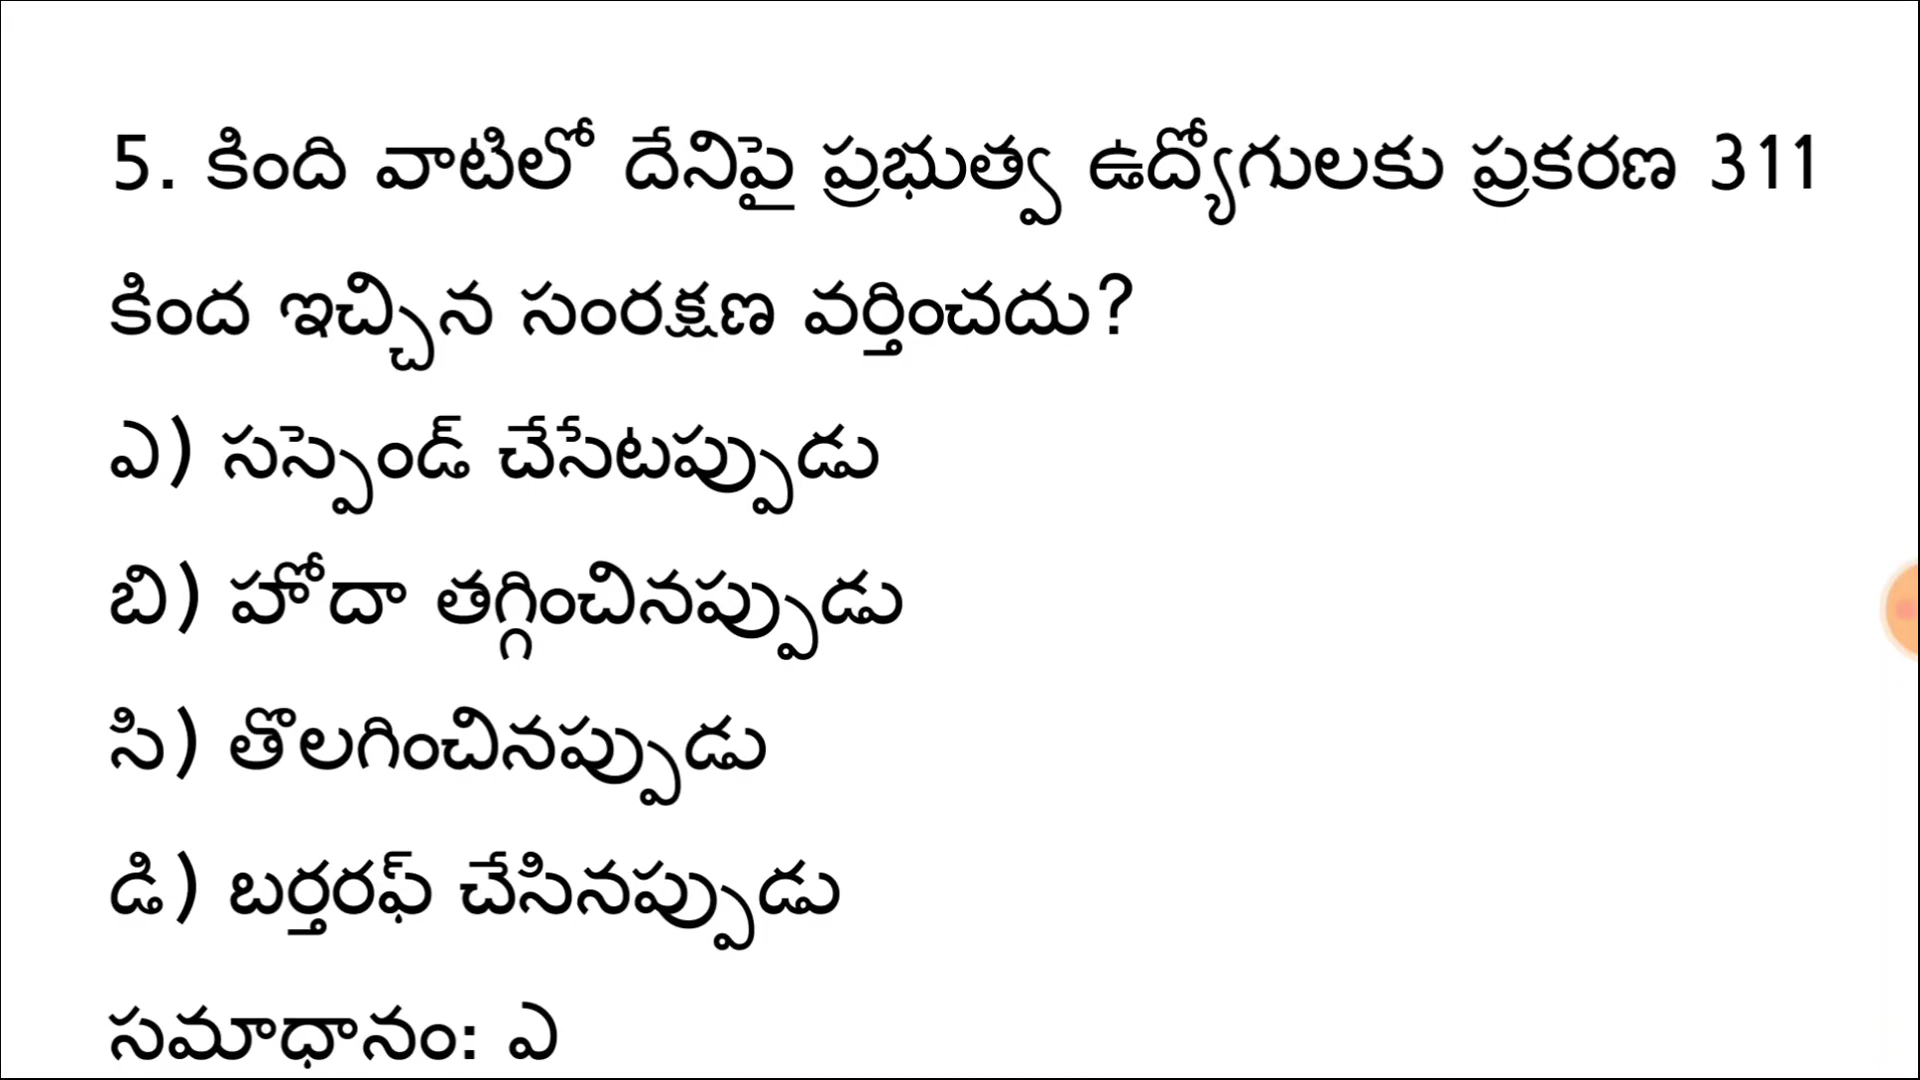 5. కింది వాటిలో దేనిపై ప్రభుత్వ ఉద్యోగులకు ప్రకరణ 311
కింద ఇచ్చిన సంరక్షణ వర్తించదు?
ఎ) సస్పెండ్ చేసేటప్పుడు
బి) హోదా తగ్గించినప్పుడు
సి) తొలగించినప్పుడు
డి) బర్తరఫ్ చేసినప్పుడు
సమాధానం: ఎ